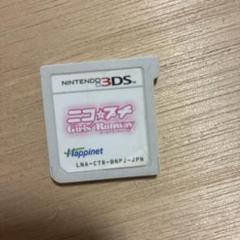 NINTENDO 3DS
ニコ☆プチ
Girls Runway
Happinet
LNA-CTR-BNPJ-JPN